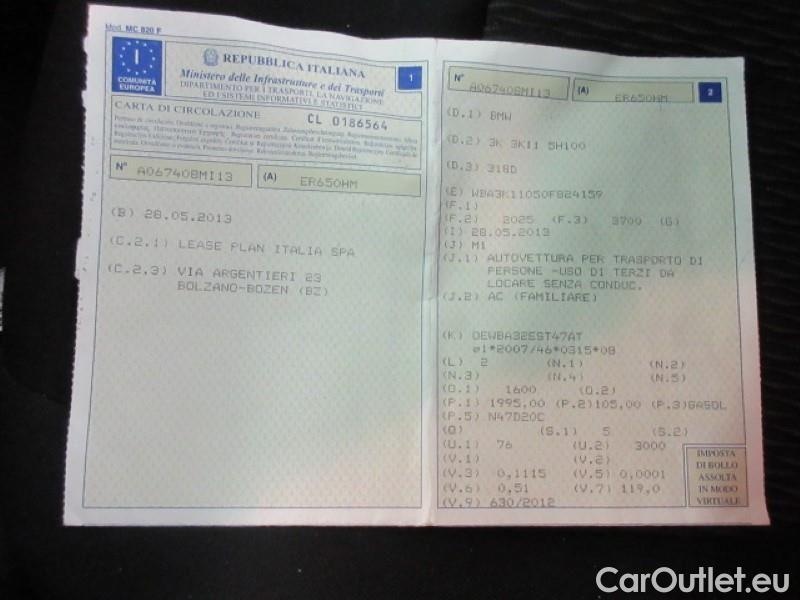 Mod. MC 820 F
I
COMUNITÀ
EUROPEA
REPUBBLICA ITALIANA
Ministero delle Infrastrutture e dei Trasporti
DIPARTIMENTO PER I TRASPORTI, LA NAVIGAZIONE
ED I SISTEMI INFORMATIVI E STATISTICI
1
CARTA DI CIRCOLAZIONE
CL 0186564
N° A067408MI13 (A) ER650HM
(B) 28.05.2013
(C.2.1) LEASE PLAN ITALIA SPA
(C.2.3) VIA ARGENTIERI 23
BOLZANO-BOZEN (BZ)
N° A067408MI13 (A) ER650HM
2
(D.1) BMW
(D.2) 3K 3K11 5H100
(D.3) 318D
(E) WBA3K11050F824159
(F.1)
(F.2) 2025 (F.3) 3700 (G)
(I) 28.05.2013
(J) M1
(J.1) AUTOVETTURA PER TRASPORTO DI
PERSONE -USO DI TERZI DA
LOCARE SENZA CONDUC.
(J.2) AC (FAMILIARE)
(K) OEWBA32EST47AT
e1*2007/46*0315*08
(L) 2 (N.1) (N.2)
(N.3) (N.4) (N.5)
(O.1) 1600 (O.2)
(P.1) 1995,00 (P.2)105,00 (P.3)GASOL
(P.5) N47D20C
(Q) (S.1) 5 (S.2)
(U.1) 76 (U.2) 3000
(V.1) (V.2)
(V.3) 0,1115 (V.5) 0,0001
(V.6) 0,51 (V.7) 119,0
(V.9) 630/2012
IMPOSTA
DI BOLLO
ASSOLTA
IN MODO
VIRTUALE
CarOutlet.eu